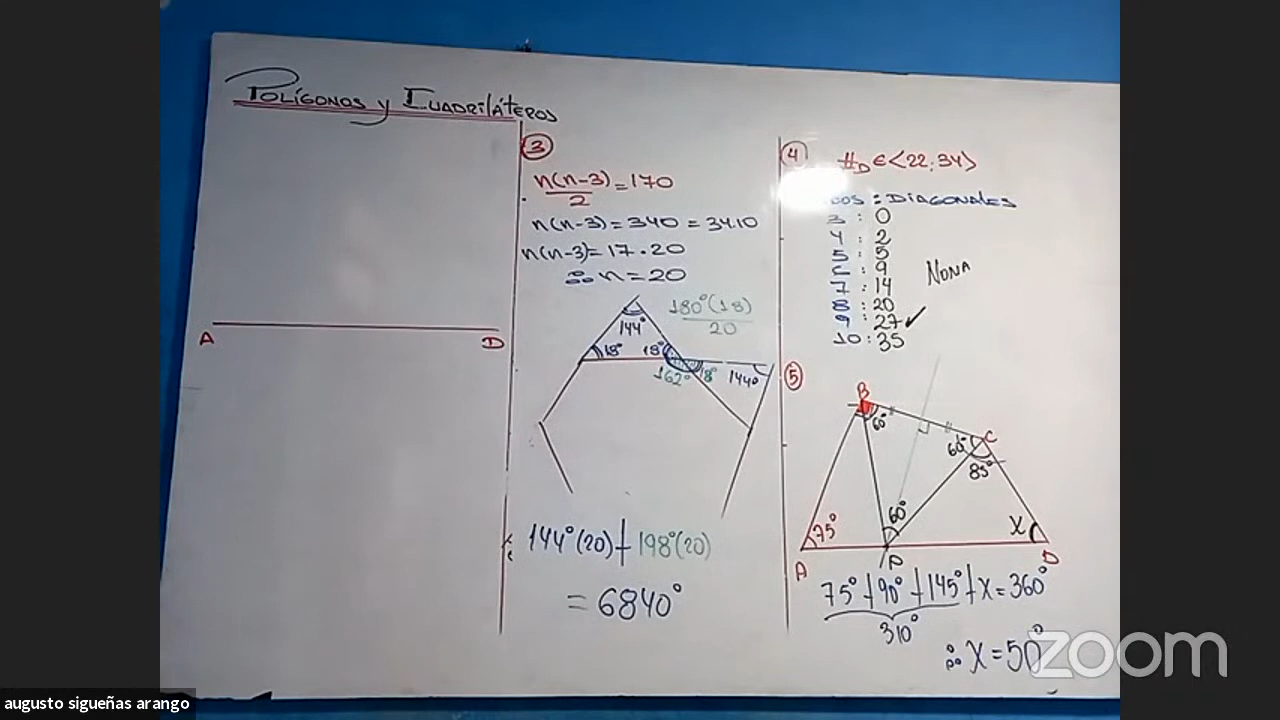 Polígonos y Cuadriláteros
A
D
3
n(n-3)/2 = 170
n(n-3) = 340 = 34.10
n(n-3) = 17 · 20
∴ n = 20
180°(18)/20
144°
18° 18°
162° 18° 144°
144°(20) + 198°(20)
= 6840°
4
#D ∈ <22; 34>
: Diagonales
3 : 0
4 : 2
5 : 5
6 : 9
7 : 14
8 : 20
9 : 27 ✓
10 : 35
Nona
5
B
60°
C
60°
85°
60°
75°
x
A
P
D
75° + 90° + 145° + x = 360°
310°
∴ x = 50°
zoom
augusto sigueñas arango